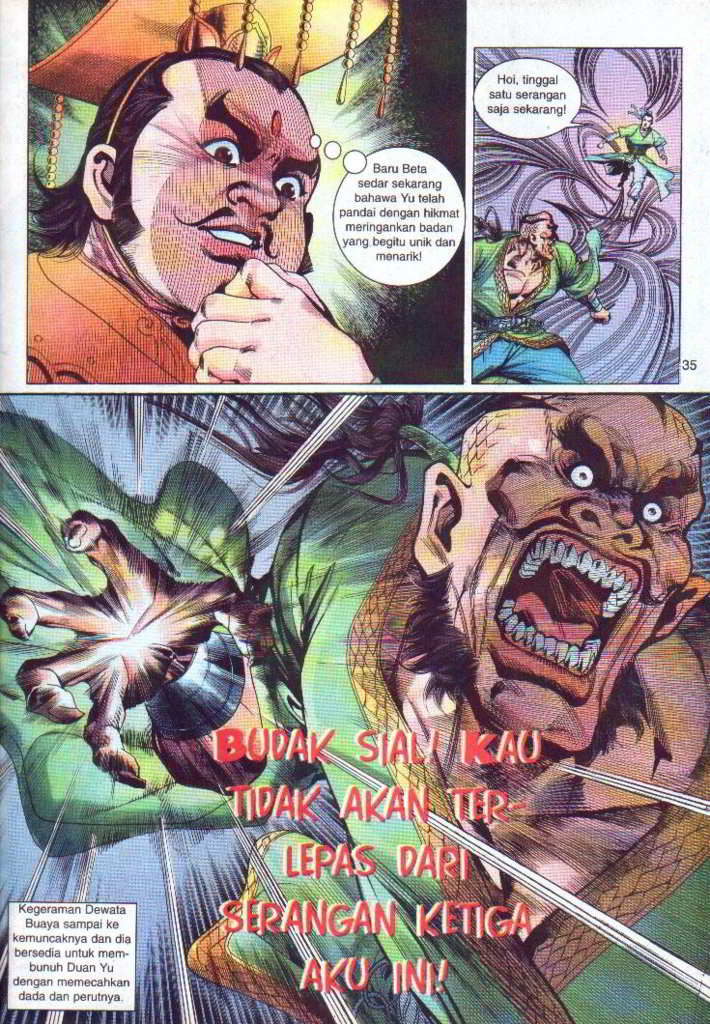 Baru Beta
sedar sekarang
bahawa Yu telah
pandai dengan hikmat
meringankan badan
yang begitu unik dan
menarik!
Hoi, tinggal
satu serangan
saja sekarang!
35
BUDAK SIAL! KAU
TIDAK AKAN TER-
LEPAS DARI
SERANGAN KETIGA
AKU INI!
Kegeraman Dewata
Buaya sampai ke
kemuncaknya dan dia
bersedia untuk mem-
bunuh Duan Yu
dengan memecahkan
dada dan perutnya.